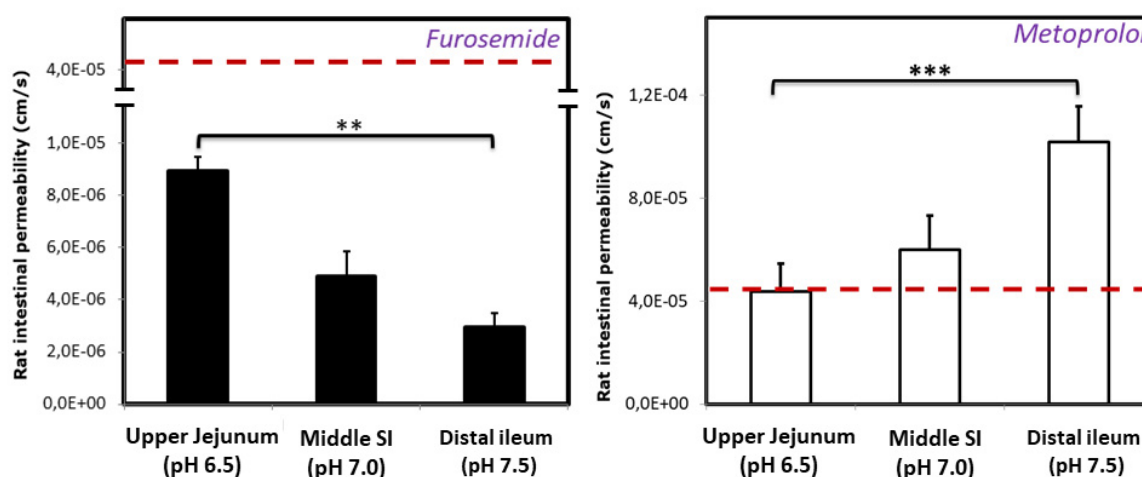 Furosemide
Rat intestinal permeability (cm/s)
4,0E-05
1,0E-05
8,0E-06
6,0E-06
4,0E-06
2,0E-06
0,0E+00
**
Upper Jejunum
(pH 6.5)
Middle SI
(pH 7.0)
Distal ileum
(pH 7.5)
Metoprolol
Rat intestinal permeability (cm/s)
1,2E-04
8,0E-05
4,0E-05
0,0E+00
***
Upper Jejunum
(pH 6.5)
Middle SI
(pH 7.0)
Distal ileum
(pH 7.5)